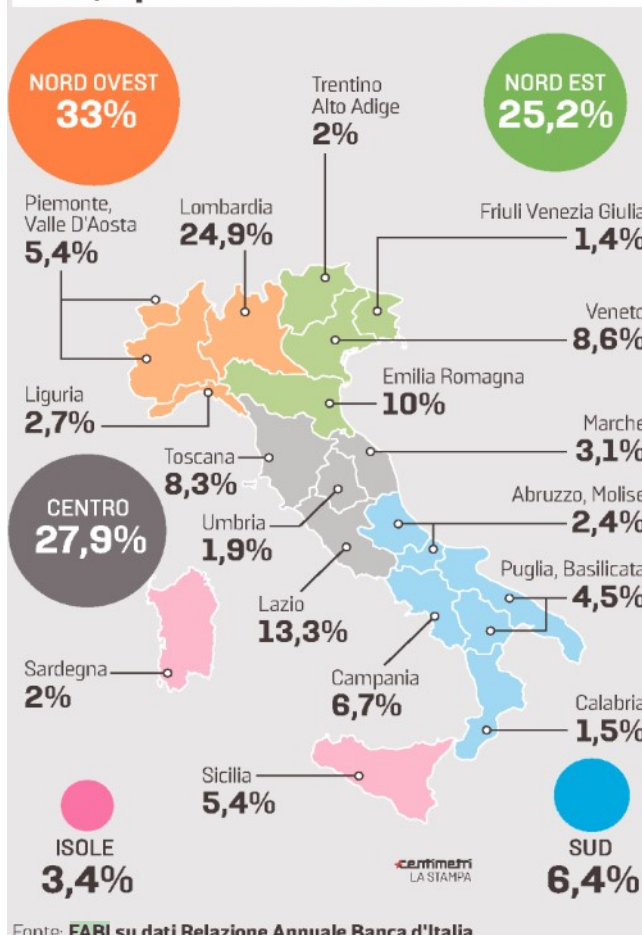 NORD OVEST
33%
NORD EST
25,2%
Trentino
Alto Adige
2%
Piemonte,
Valle D'Aosta
5,4%
Lombardia
24,9%
Friuli Venezia Giulia
1,4%
Veneto
8,6%
Liguria
2,7%
Emilia Romagna
10%
Marche
3,1%
Toscana
8,3%
CENTRO
27,9%
Umbria
1,9%
Abruzzo, Molise
2,4%
Lazio
13,3%
Puglia, Basilicata
4,5%
Sardegna
2%
Campania
6,7%
Calabria
1,5%
Sicilia
5,4%
ISOLE
3,4%
centimetri
LA STAMPA
SUD
6,4%
Fonte: FABI su dati Relazione Annuale Banca d'Italia